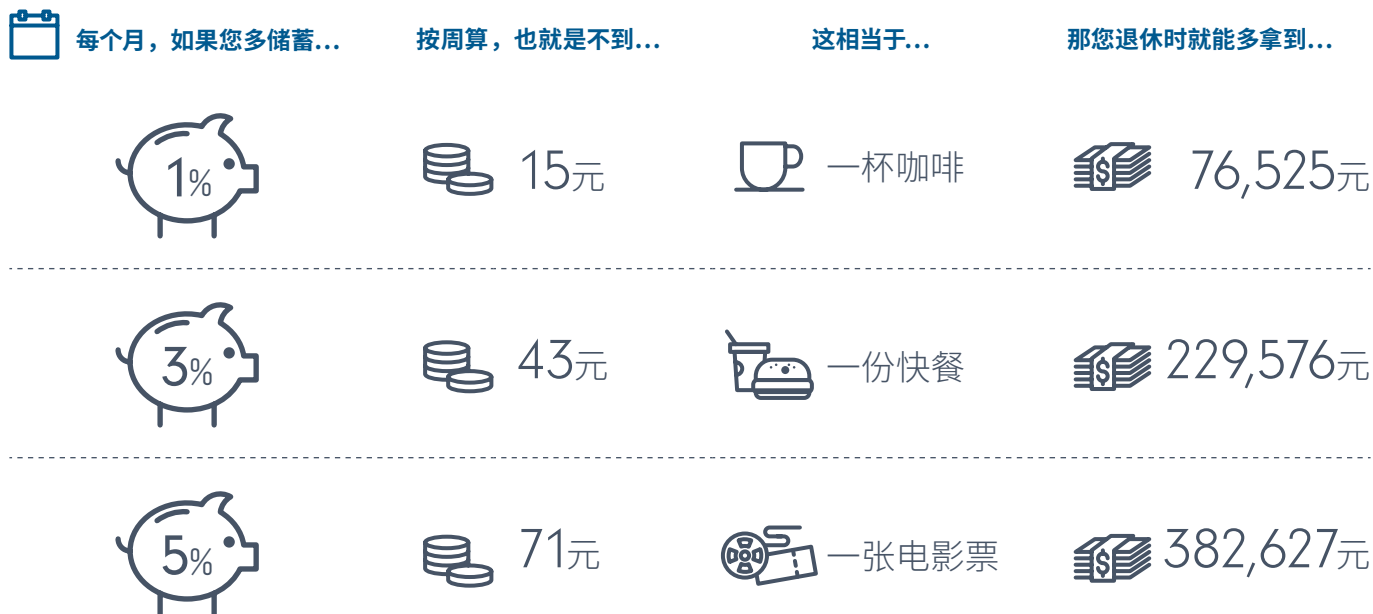 每个月，如果您多储蓄… 按周算，也就是不到… 这相当于… 那您退休时就能多拿到…
1% 15元 一杯咖啡 $ 76,525元
3% 43元 一份快餐 $ 229,576元
5% 71元 一张电影票 $ 382,627元